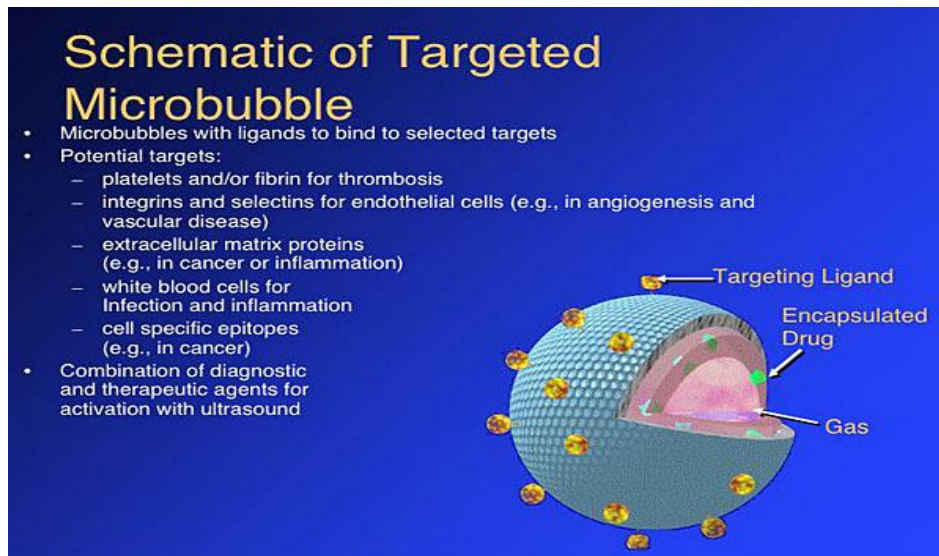 Schematic of Targeted
Microbubble
• Microbubbles with ligands to bind to selected targets
• Potential targets:
– platelets and/or fibrin for thrombosis
– integrins and selectins for endothelial cells (e.g., in angiogenesis and
vascular disease)
– extracellular matrix proteins
(e.g., in cancer or inflammation)
– white blood cells for
Infection and inflammation
– cell specific epitopes
(e.g., in cancer)
• Combination of diagnostic
and therapeutic agents for
activation with ultrasound
Targeting Ligand
Encapsulated
Drug
Gas